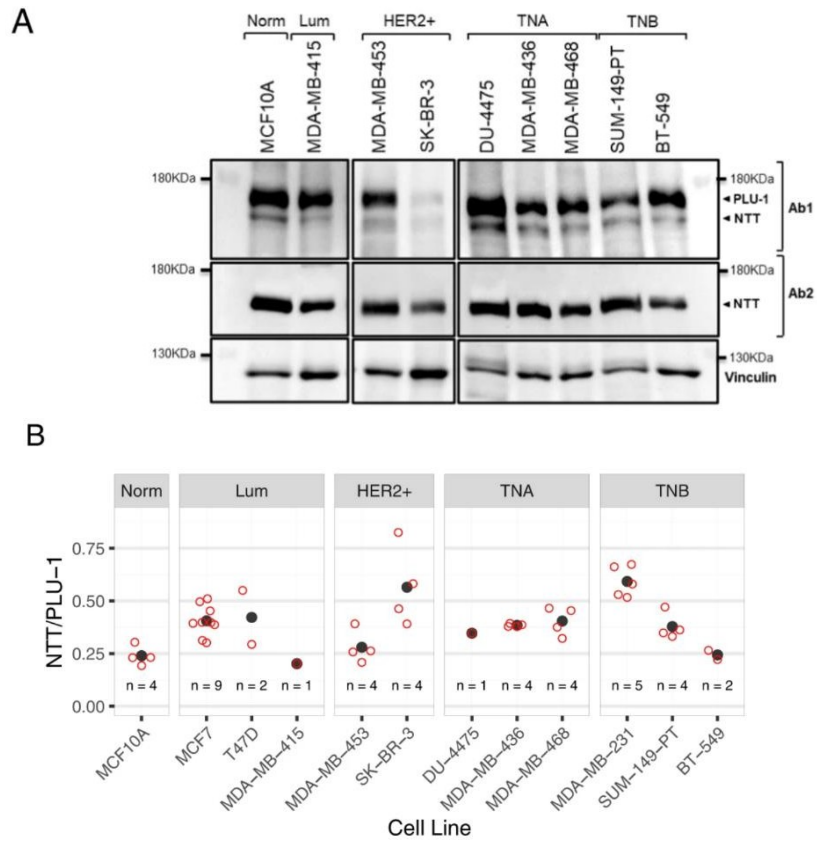 A
Norm Lum HER2+ TNA TNB
MCF10A
MDA-MB-415
MDA-MB-453
SK-BR-3
DU-4475
MDA-MB-436
MDA-MB-468
SUM-149-PT
BT-549
180KDa 180KDa
PLU-1
NTT
Ab1
180KDa 180KDa
NTT
Ab2
130KDa 130KDa
Vinculin
B
Norm Lum HER2+ TNA TNB
NTT/PLU−1
0.75
0.50
0.25
0.00
n = 4 n = 9 n = 2 n = 1 n = 4 n = 4 n = 1 n = 4 n = 4 n = 5 n = 4 n = 2
MCF10A
MCF7
T47D
MDA−MB−415
MDA−MB−453
SK−BR−3
DU−4475
MDA−MB−436
MDA−MB−468
MDA−MB−231
SUM−149−PT
BT−549
Cell Line